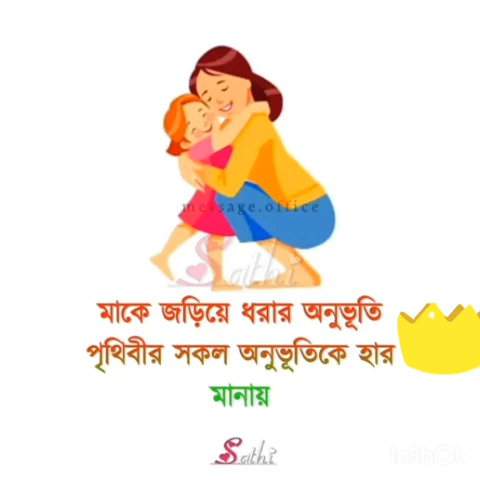 message.office
Sathi
মাকে জড়িয়ে ধরার অনুভূতি
পৃথিবীর সকল অনুভূতিকে হার
মানায়
Sathi
InShOt